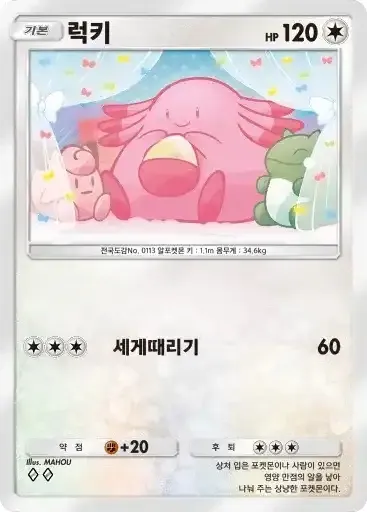 기본 럭키 HP 120
전국도감No. 0113 알포켓몬 키 : 1.1m 몸무게 : 34.6kg
세게때리기 60
약점 +20 후퇴
Illus. MAHOU
상처 입은 포켓몬이나 사람이 있으면
영양 만점의 알을 낳아
나눠 주는 상냥한 포켓몬이다.